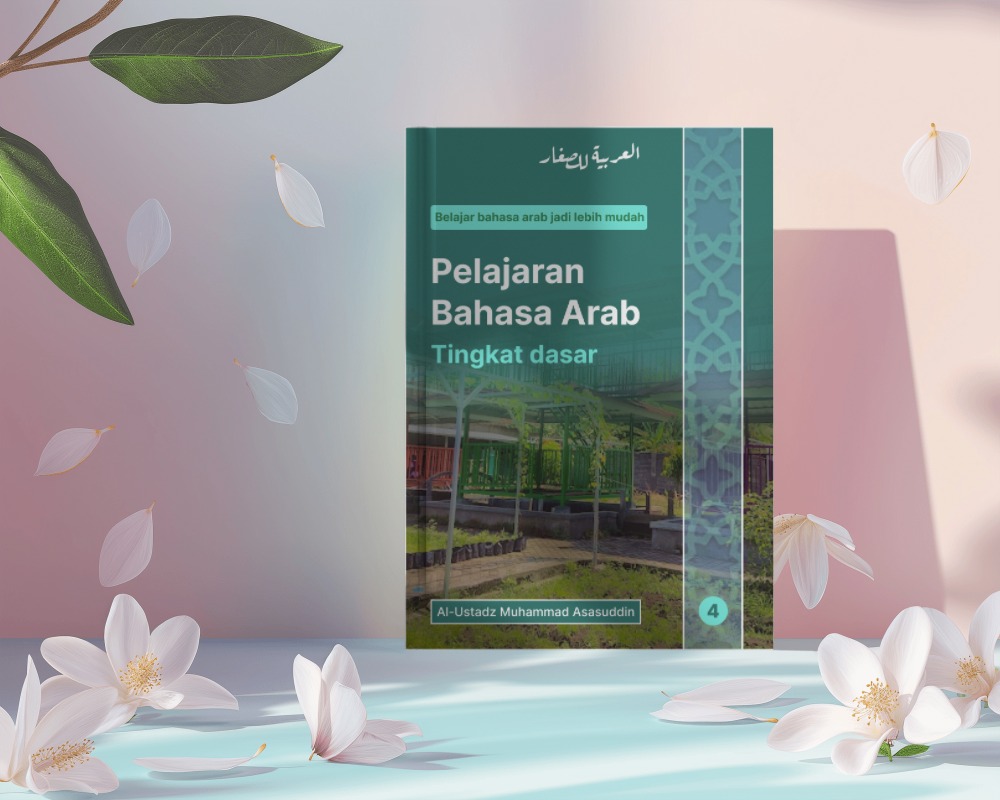 العربية للصغار
Belajar bahasa arab jadi lebih mudah
Pelajaran
Bahasa Arab
Tingkat dasar
Al-Ustadz Muhammad Asasuddin
4